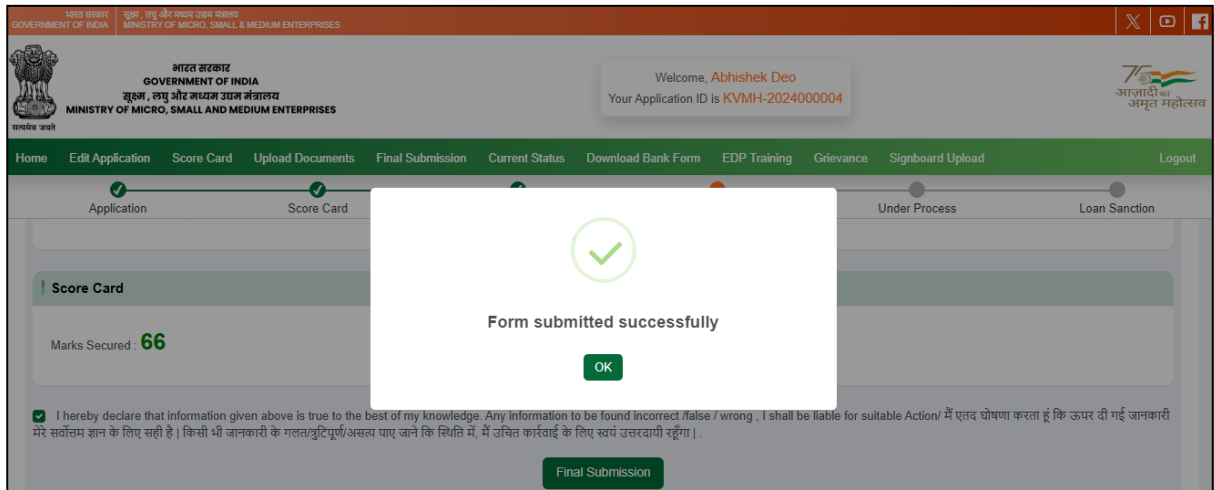 भारत सरकार
GOVERNMENT OF INDIA
सूक्ष्म , लघु और मध्यम उद्यम मंत्रालय
MINISTRY OF MICRO, SMALL & MEDIUM ENTERPRISES
भारत सरकार
GOVERNMENT OF INDIA
सूक्ष्म , लघु और मध्यम उद्यम मंत्रालय
MINISTRY OF MICRO, SMALL AND MEDIUM ENTERPRISES
सत्यमेव जयते
Welcome, Abhishek Deo
Your Application ID is KVMH-2024000004
75
आज़ादी का
अमृत महोत्सव
Home Edit Application Score Card Upload Documents Final Submission Current Status Download Bank Form EDP Training Grievance Signboard Upload Logout
Application Score Card Under Process Loan Sanction
Score Card
Marks Secured : 66
Form submitted successfully
OK
I hereby declare that information given above is true to the best of my knowledge. Any information to be found incorrect /false / wrong , I shall be liable for suitable Action/ मैं एतद घोषणा करता हूं कि ऊपर दी गई जानकारी
मेरे सर्वोत्तम ज्ञान के लिए सही है | किसी भी जानकारी के गलत/त्रुटिपूर्ण/असत्य पाए जाने कि स्थिति में, मैं उचित कार्रवाई के लिए स्वयं उत्तरदायी रहूँगा | .
Final Submission